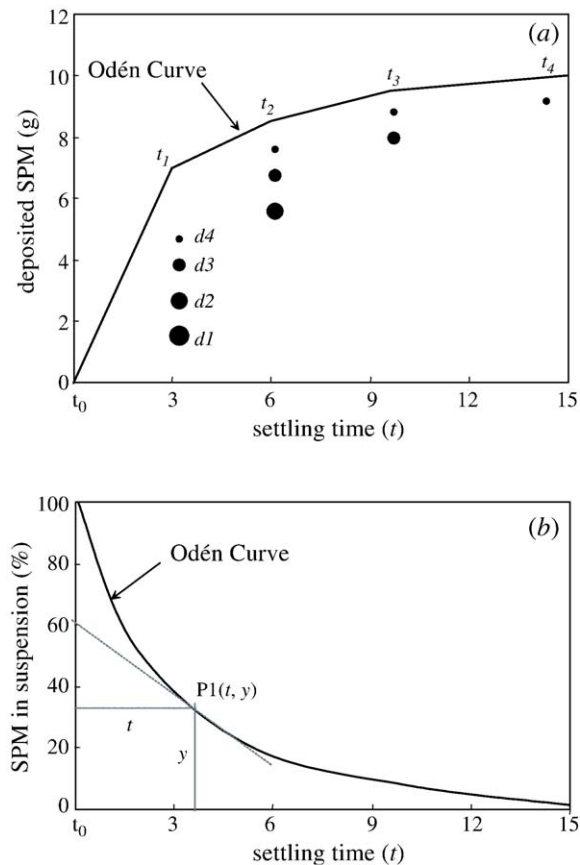 (a)
12
10
8
6
4
2
0
deposited SPM (g)
Odén Curve
t1
t2
t3
t4
d4
d3
d2
d1
t0
3
6
9
12
15
settling time (t)
(b)
100
80
60
40
20
0
SPM in suspension (%)
Odén Curve
P1(t, y)
t
y
t0
3
6
9
12
15
settling time (t)